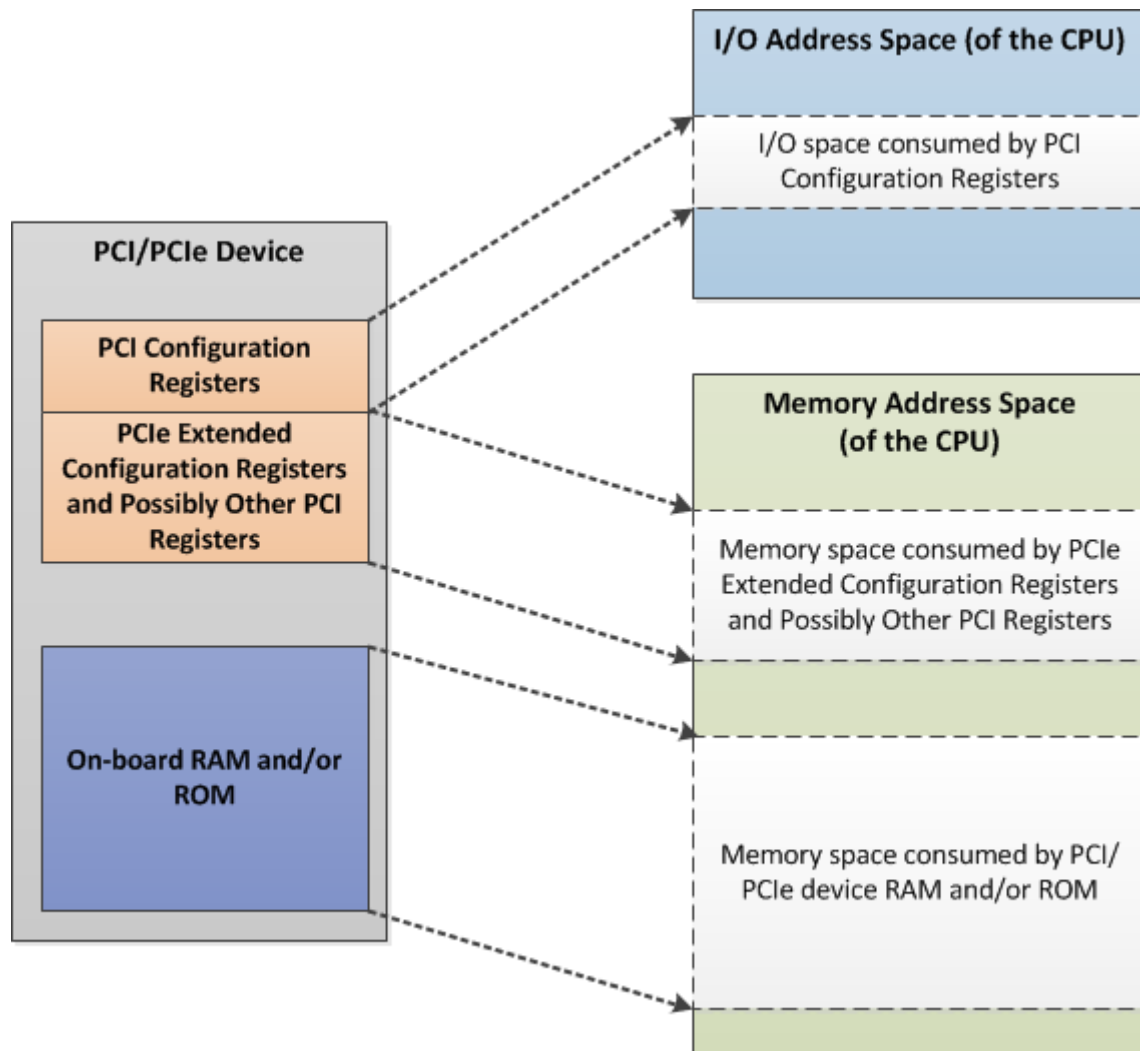 I/O Address Space (of the CPU)
I/O space consumed by PCI
Configuration Registers
PCI/PCIe Device
PCI Configuration
Registers
PCIe Extended
Configuration Registers
and Possibly Other PCI
Registers
On-board RAM and/or
ROM
Memory Address Space
(of the CPU)
Memory space consumed by PCIe
Extended Configuration Registers
and Possibly Other PCI Registers
Memory space consumed by PCI/
PCIe device RAM and/or ROM